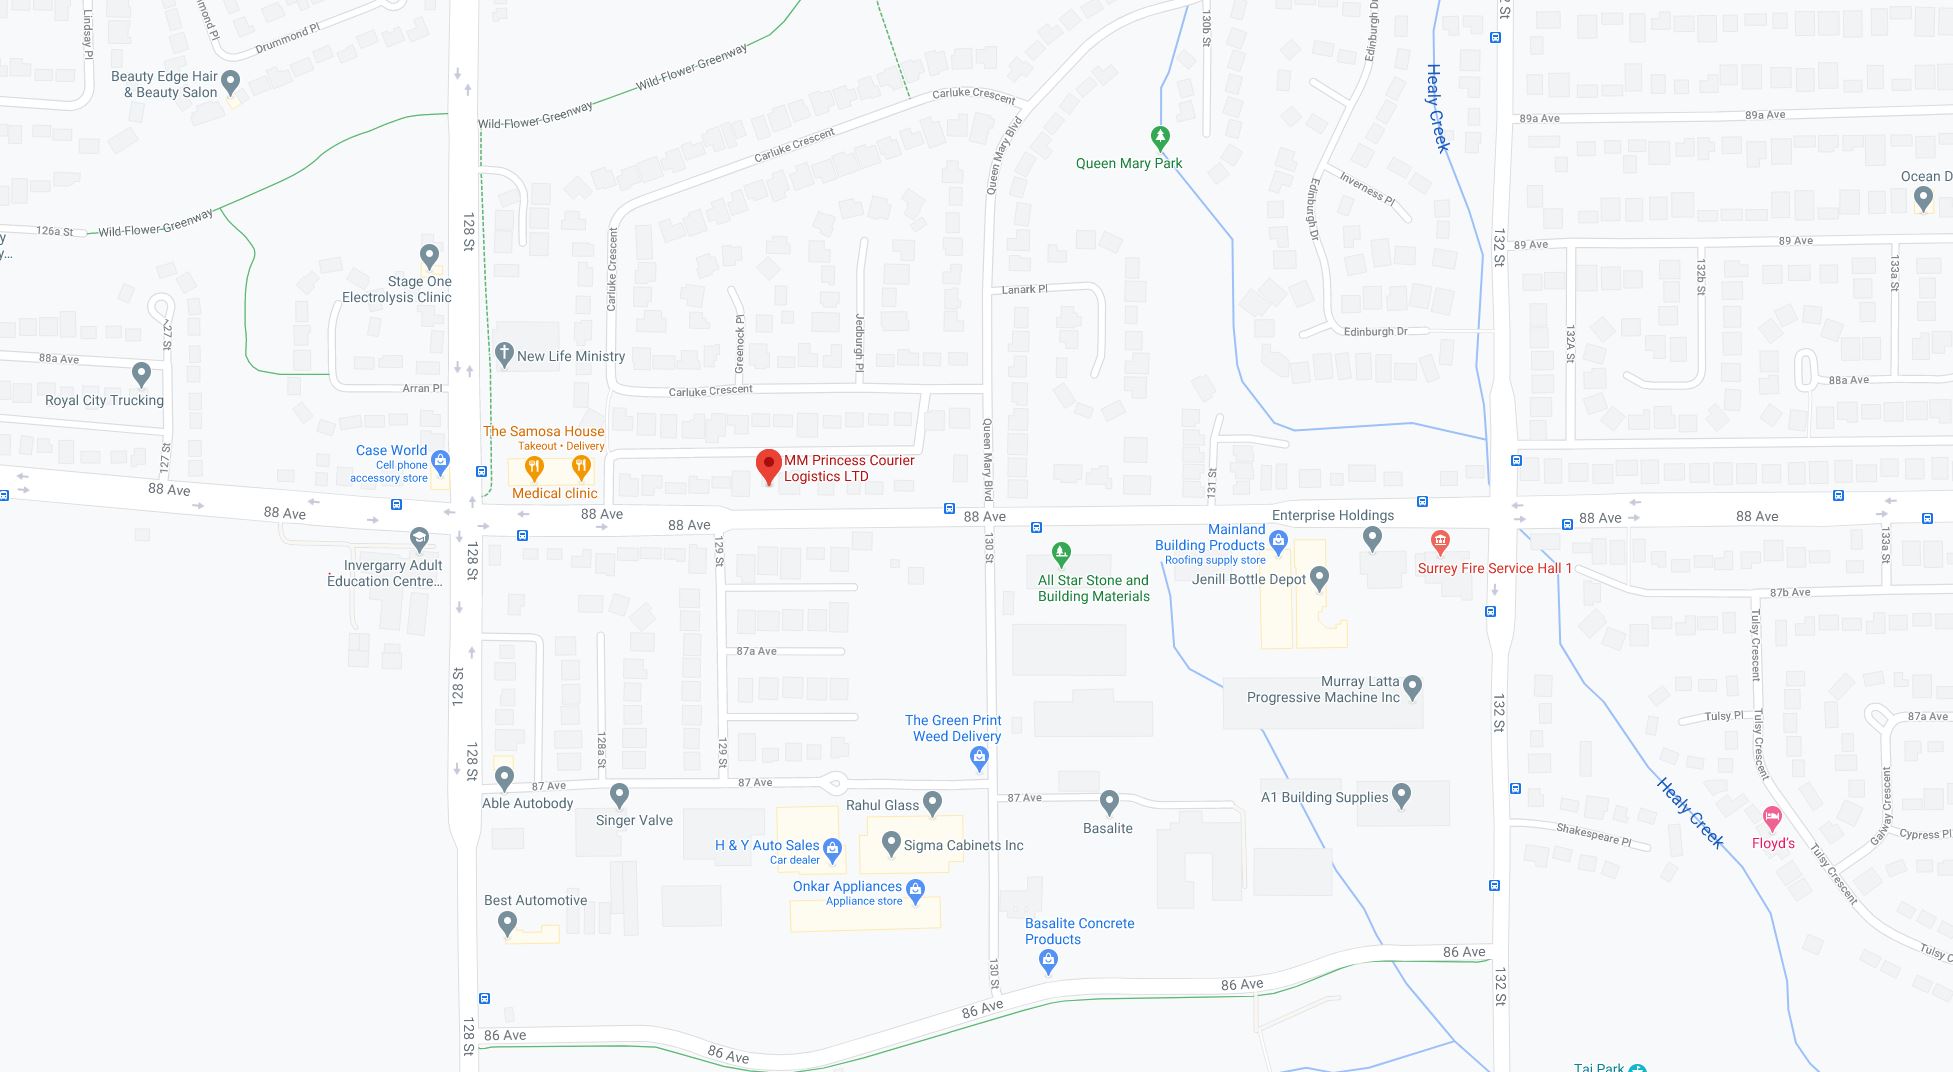 Lindsay Pl
Drummond Pl
Beauty Edge Hair
& Beauty Salon
Wild-Flower-Greenway
Wild-Flower-Greenway
Wild-Flower-Greenway
126a St
128 St
Carluke Crescent
Carluke Crescent
Carluke Crescent
Carluke Crescent
Queen Mary Blvd
Queen Mary Blvd
130b St
Edinburgh Dr
Edinburgh Dr
Edinburgh Dr
Healy Creek
Queen Mary Park
Inverness Pl
89a Ave
89a Ave
Ocean D
89 Ave
89 Ave
132 St
132b St
133a St
132A St
88a Ave
Stage One
Electrolysis Clinic
127 St
88a Ave
Royal City Trucking
Arran Pl
New Life Ministry
Greenock Pl
Jedburgh Pl
Lanark Pl
Case World
Cell phone
accessory store
The Samosa House
Takeout • Delivery
Medical clinic
MM Princess Courier
Logistics LTD
127 St
131 St
88 Ave
88 Ave
88 Ave
88 Ave
88 Ave
88 Ave
88 Ave
Invergarry Adult
Education Centre...
128 St
128 St
128 St
129 St
129 St
130 St
All Star Stone and
Building Materials
Mainland
Building Products
Roofing supply store
Enterprise Holdings
Jenill Bottle Depot
Surrey Fire Service Hall 1
133a St
87b Ave
Tulsy Crescent
Tulsy Crescent
Tulsy Pl
87a Ave
87a Ave
Murray Latta
Progressive Machine Inc
132 St
The Green Print
Weed Delivery
128a St
87 Ave
87 Ave
87 Ave
Able Autobody
Singer Valve
Rahul Glass
Basalite
A1 Building Supplies
H & Y Auto Sales
Car dealer
Sigma Cabinets Inc
Onkar Appliances
Appliance store
Healy Creek
Shakespeare Pl
Floyd's
Galway Crescent
Cypress Pl
Tulsy Crescent
Tulsy C
Best Automotive
Basalite Concrete
Products
130 St
86 Ave
86 Ave
86 Ave
86 Ave
86 Ave
128 St
132 St
Taj Park